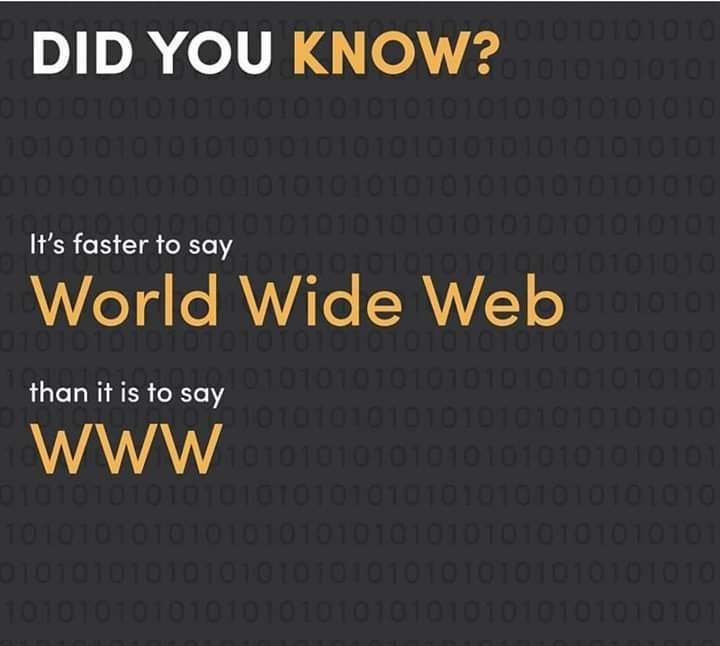 DID YOU KNOW?
It's faster to say
World Wide Web
than it is to say
WWW